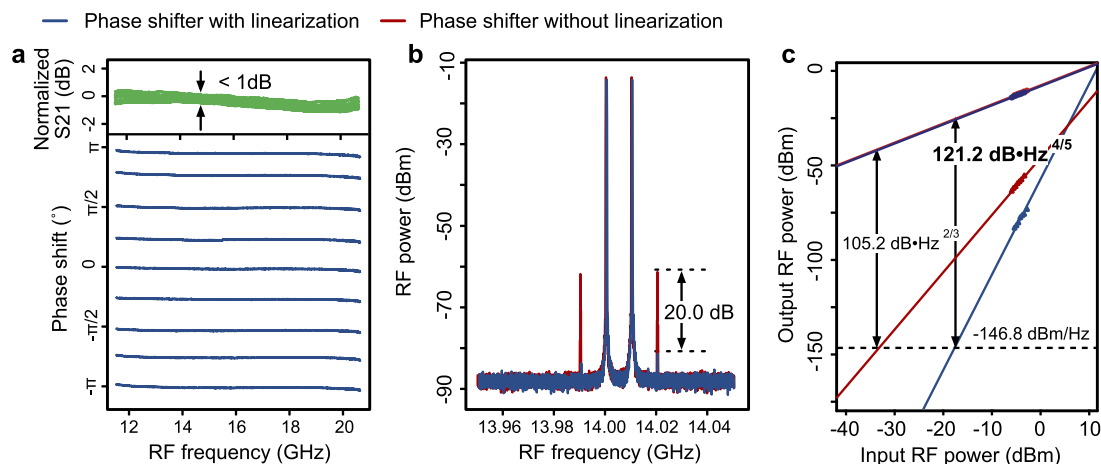 Phase shifter with linearization
Phase shifter without linearization
a
Normalized
S21 (dB)
2
0
-2
< 1dB
Phase shift (°)
π
π/2
0
-π/2
-π
12
14
16
18
20
RF frequency (GHz)
b
RF power (dBm)
-10
-30
-50
-70
-90
20.0 dB
13.96
13.98
14.00
14.02
14.04
RF frequency (GHz)
c
Output RF power (dBm)
0
-50
-100
-150
121.2 dB•Hz^4/5
105.2 dB•Hz^2/3
-146.8 dBm/Hz
-40
-30
-20
-10
0
10
Input RF power (dBm)